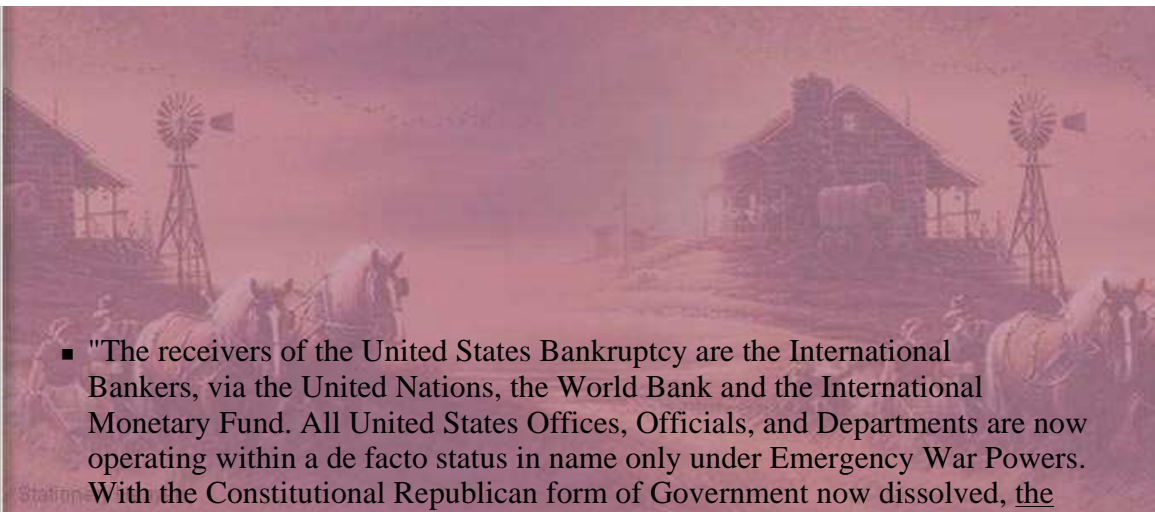 ■ "The receivers of the United States Bankruptcy are the International
Bankers, via the United Nations, the World Bank and the International
Monetary Fund. All United States Offices, Officials, and Departments are now
operating within a de facto status in name only under Emergency War Powers.
With the Constitutional Republican form of Government now dissolved, the